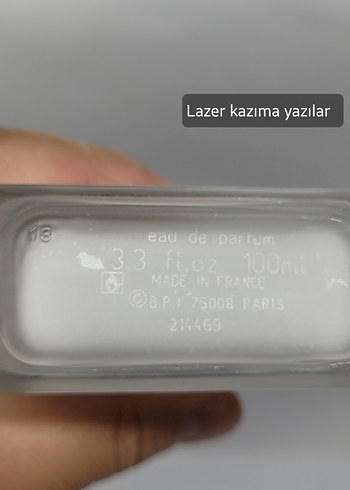 Lazer kazıma yazılar
13
eau de parfum
3.3 fl.oz 100ml
MADE IN FRANCE
©B.P.I 75008 PARIS
214469